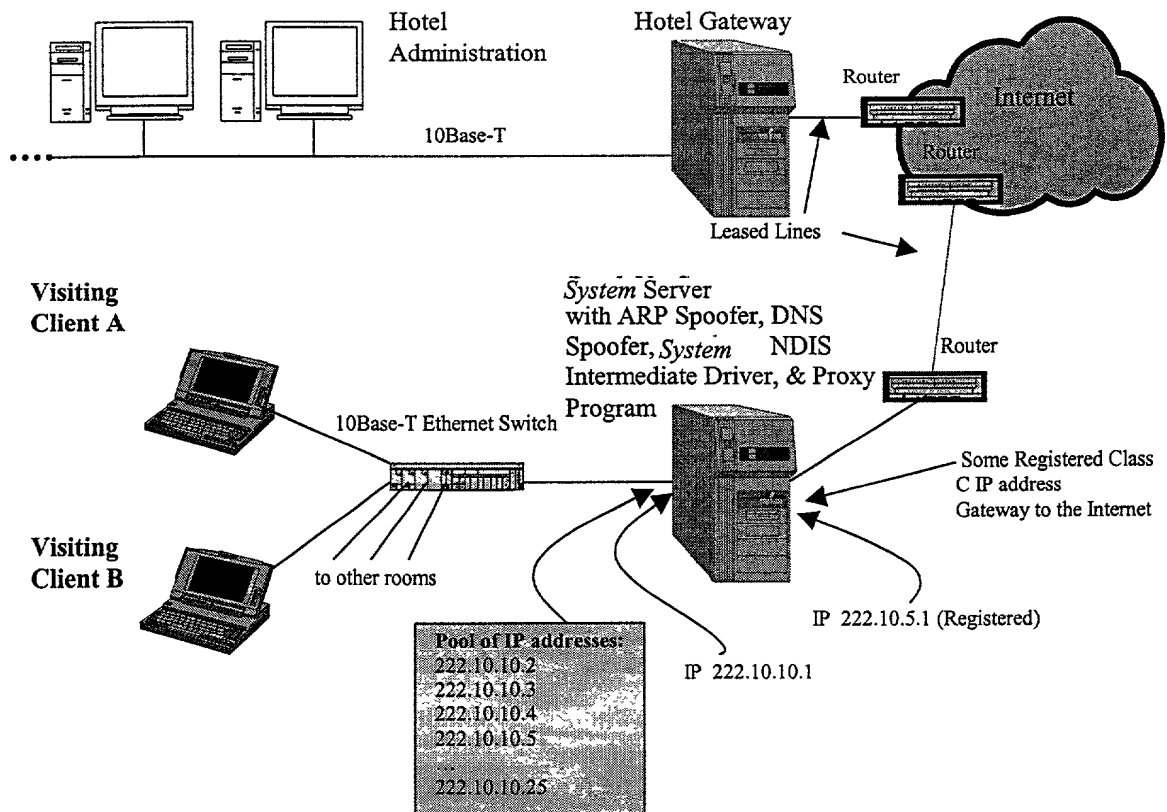 Hotel
Administration
Hotel Gateway
Router
Internet
10Base-T
Router
Leased Lines
Visiting
Client A
System Server
with ARP Spoofer, DNS
Spoofer, System NDIS
Intermediate Driver, & Proxy
Program
Router
10Base-T Ethernet Switch
Some Registered Class
C IP address
Gateway to the Internet
Visiting
Client B
to other rooms
IP 222.10.5.1 (Registered)
IP 222.10.10.1
Pool of IP addresses:
222.10.10.2
222.10.10.3
222.10.10.4
222.10.10.5
...
222.10.10.25